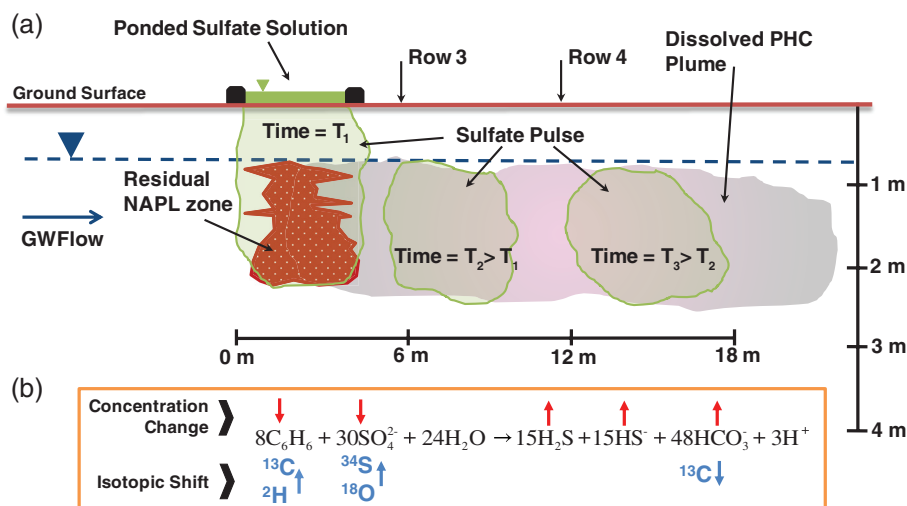 (a)
Ponded Sulfate Solution
Row 3
Row 4
Dissolved PHC
Plume
Ground Surface
Time = T₁
Sulfate Pulse
Residual
NAPL zone
1 m
GWFlow
Time = T₂> T₁
Time = T₃> T₂
2 m
0 m
6 m
12 m
18 m
3 m
(b)
Concentration
Change
8C₆H₆ + 30SO₄²⁻ + 24H₂O → 15H₂S +15HS⁻ + 48HCO₃⁻ + 3H⁺
4 m
Isotopic Shift
¹³C
²H
³⁴S
¹⁸O
¹³C